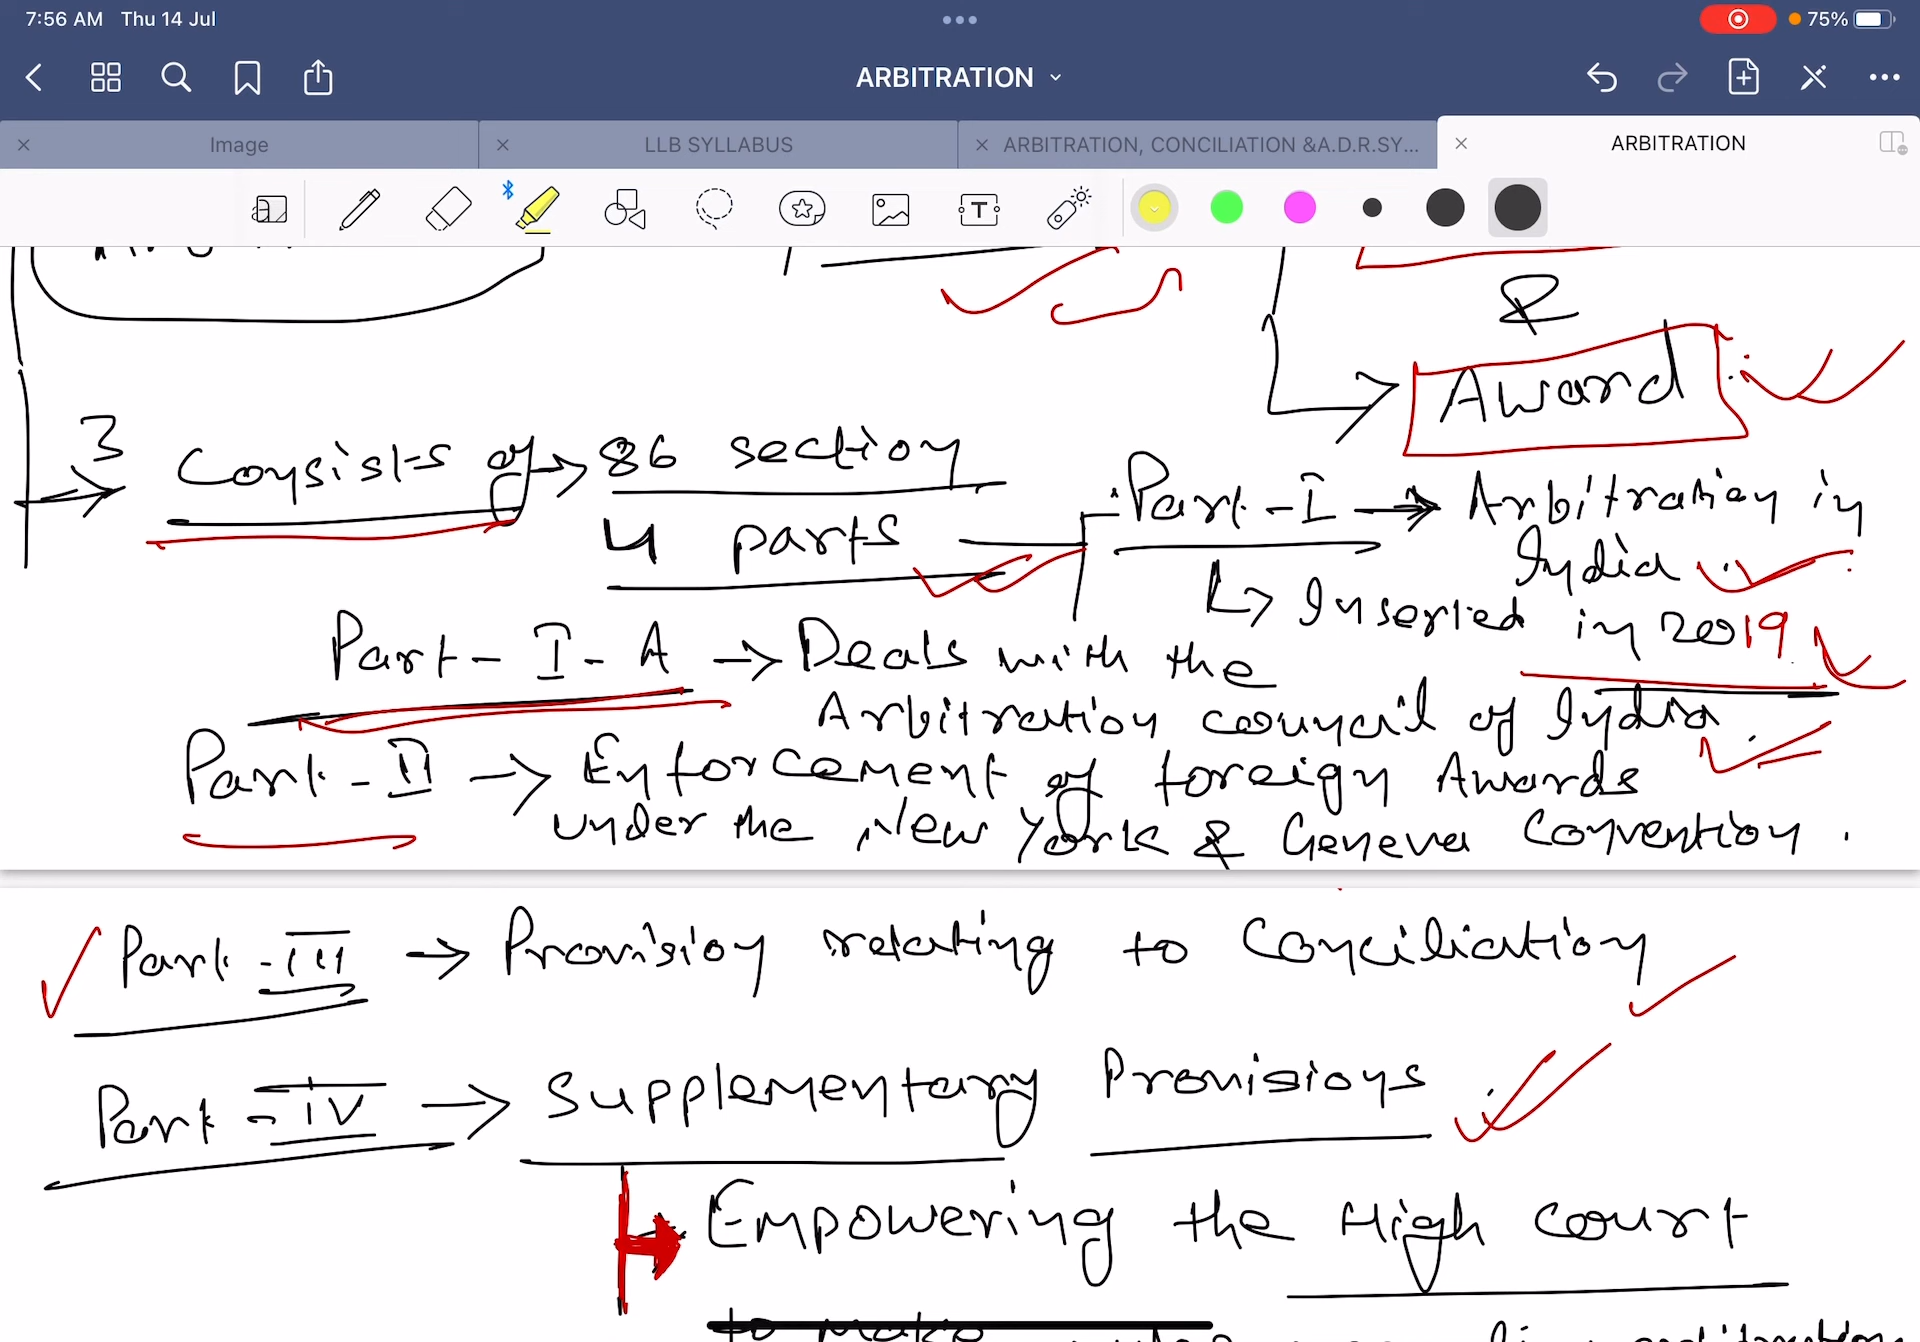 7:56 AM Thu 14 Jul
75%
ARBITRATION
Image
LLB SYLLABUS
ARBITRATION, CONCILIATION &A.D.R.SY...
ARBITRATION
&
Award
3 Consists of → 86 section
4 parts
Part-I → Arbitration in
India
↳ Inserted in 2019
Part-I-A → Deals with the
Arbitration council of India
Part-II → Enforcement of foreign Awards
under the New York & Geneva Convention.
Part-III → Provision relating to Conciliation
Part-IV → Supplementary Provisions
Empowering the High Court
to make